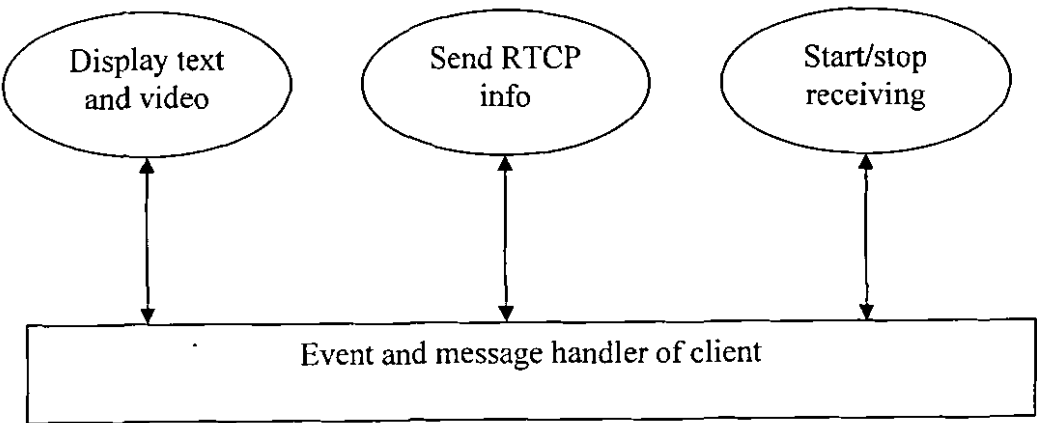 Display text
and video
Send RTCP
info
Start/stop
receiving
Event and message handler of client